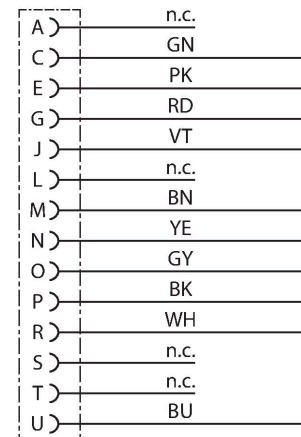 A n.c.
C GN
E PK
G RD
J VT
L n.c.
M BN
N YE
O GY
P BK
R WH
S n.c.
T n.c.
U BU